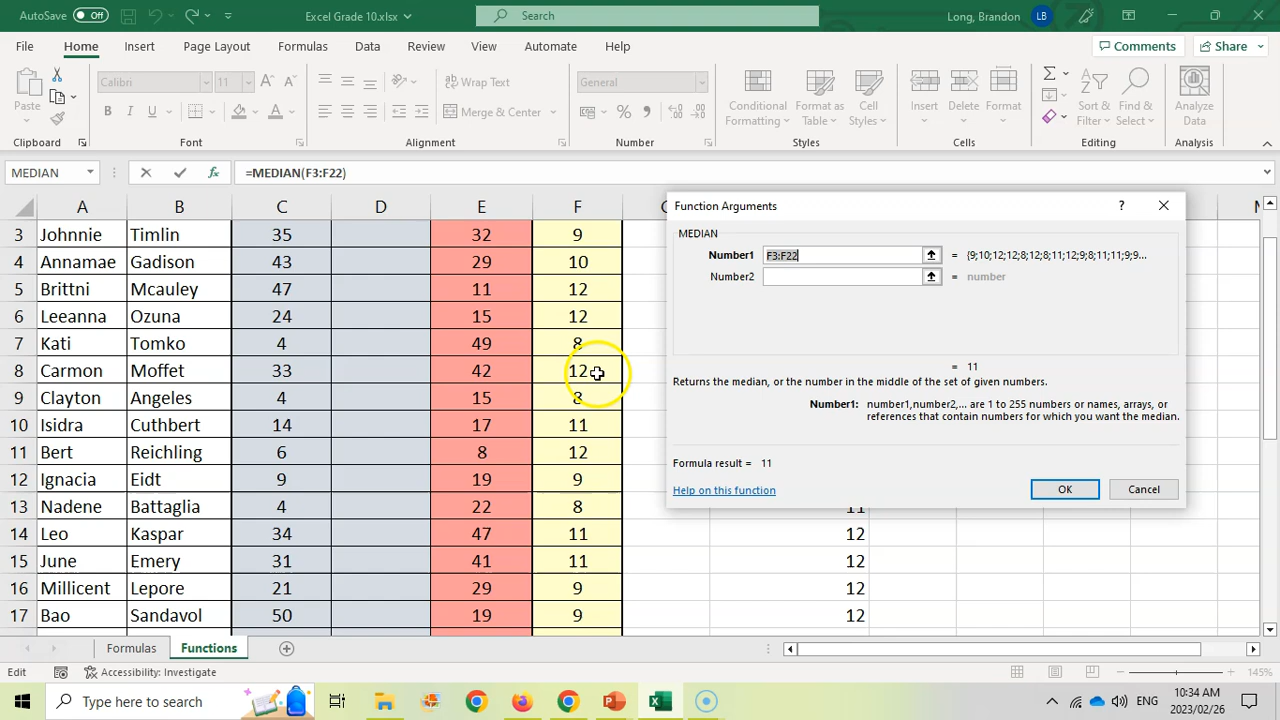 AutoSave Off Excel Grade 10.xlsx Search Long, Brandon LB
File Home Insert Page Layout Formulas Data Review View Automate Help Comments Share
Paste Calibri 11 Wrap Text General Conditional Formatting Format as Table Cell Styles Insert Delete Format Sort & Filter Find & Select Analyze Data
B I U A Merge & Center % ,
Clipboard Font Alignment Number Styles Cells Editing Analysis
MEDIAN fx =MEDIAN(F3:F22)
A B C D E F
3 Johnnie Timlin 35 32 9
4 Annamae Gadison 43 29 10
5 Brittni Mcauley 47 11 12
6 Leeanna Ozuna 24 15 12
7 Kati Tomko 4 49 8
8 Carmon Moffet 33 42 12
9 Clayton Angeles 4 15 8
10 Isidra Cuthbert 14 17 11
11 Bert Reichling 6 8 12
12 Ignacia Eidt 9 19 9
13 Nadene Battaglia 4 22 8 11
14 Leo Kaspar 34 47 11 12
15 June Emery 31 41 11 12
16 Millicent Lepore 21 29 9 12
17 Bao Sandavol 50 19 9 12
Function Arguments ?
MEDIAN
Number1 F3:F22 = {9;10;12;12;8;12;8;11;12;9;8;11;11;9;9...
Number2 = number
= 11
Returns the median, or the number in the middle of the set of given numbers.
Number1: number1,number2,... are 1 to 255 numbers or names, arrays, or
references that contain numbers for which you want the median.
Formula result = 11
Help on this function OK Cancel
Formulas Functions
Edit Accessibility: Investigate 145%
Type here to search ENG 10:34 AM
2023/02/26